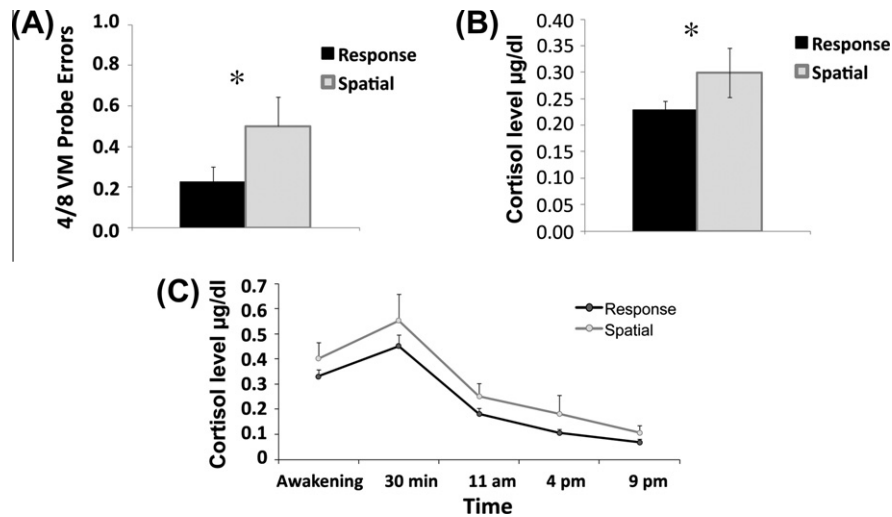 (A)
4/8 VM Probe Errors
1.0
0.8
0.6
0.4
0.2
0.0
*
Response
Spatial
(B)
Cortisol level µg/dl
0.40
0.35
0.30
0.25
0.20
0.15
0.10
0.05
0.00
*
Response
Spatial
(C)
Cortisol level µg/dl
0.7
0.6
0.5
0.4
0.3
0.2
0.1
0
Response
Spatial
Awakening 30 min 11 am 4 pm 9 pm
Time